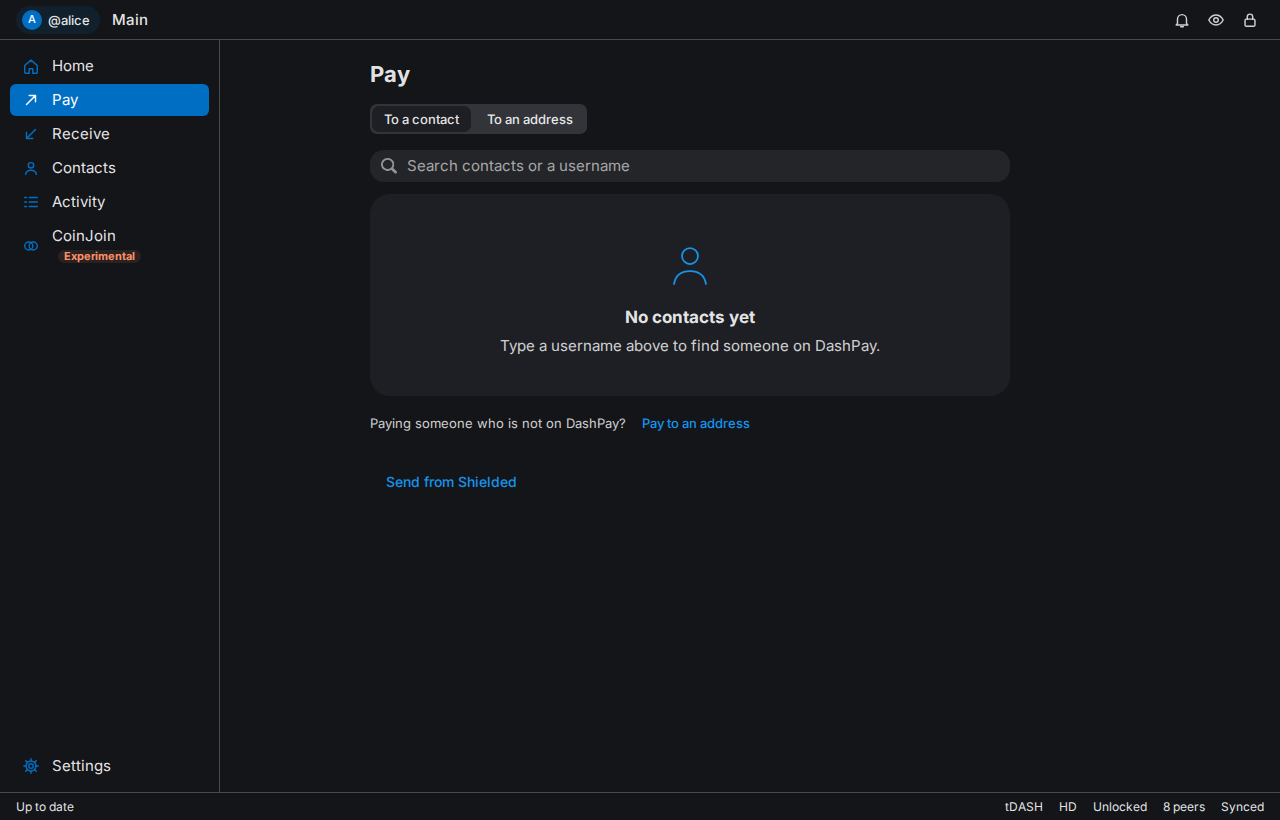 A @alice Main
Home
Pay
Receive
Contacts
Activity
CoinJoin
Experimental
Settings
Pay
To a contact To an address
Search contacts or a username
No contacts yet
Type a username above to find someone on DashPay.
Paying someone who is not on DashPay? Pay to an address
Send from Shielded
Up to date tDASH HD Unlocked 8 peers Synced